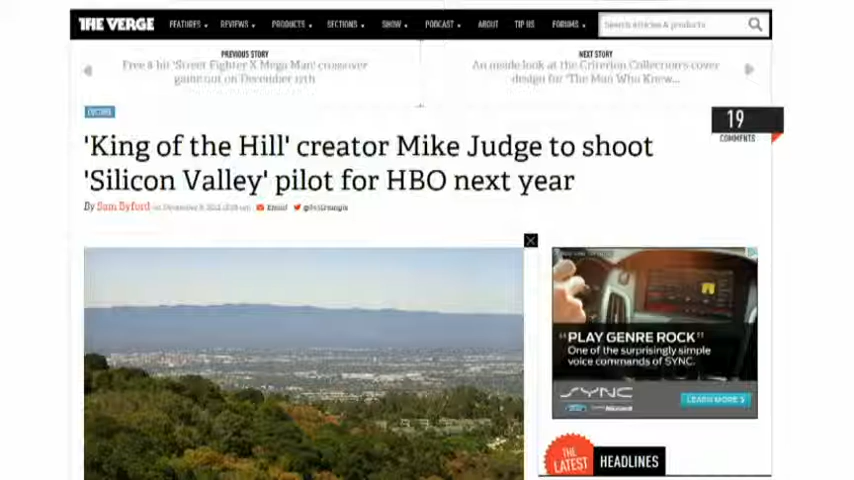 THE VERGE
FEATURES REVIEWS PRODUCTS SECTIONS SHOW PODCAST ABOUT TIP US FORUMS Search articles & products
PREVIOUS STORY
Free 8 bit 'Street Fighter X Mega Man' crossover
game out on December 17th
NEXT STORY
An inside look at the Criterion Collection's cover
design for 'The Man Who Knew...
CULTURE
19
COMMENTS
'King of the Hill' creator Mike Judge to shoot
'Silicon Valley' pilot for HBO next year
By Sam Byford Email
"PLAY GENRE ROCK"
One of the surprisingly simple
voice commands of SYNC.
SYNC
Microsoft
LEARN MORE
THE
LATEST
HEADLINES